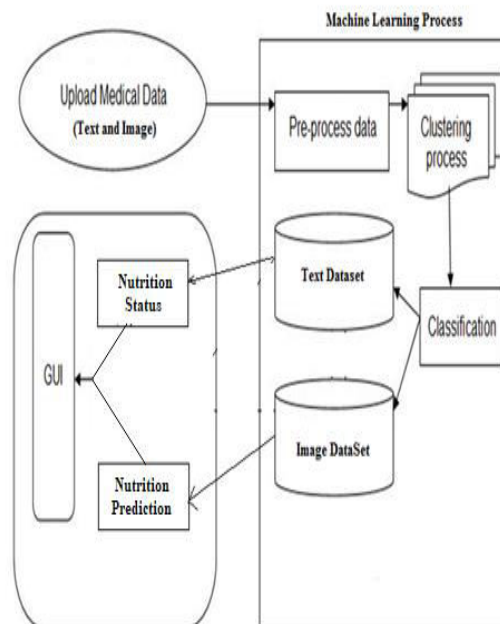 Machine Learning Process
Upload Medical Data
(Text and Image)
Pre-process data
Clustering
process
Text Dataset
Classification
Image DataSet
Nutrition
Status
GUI
Nutrition
Prediction